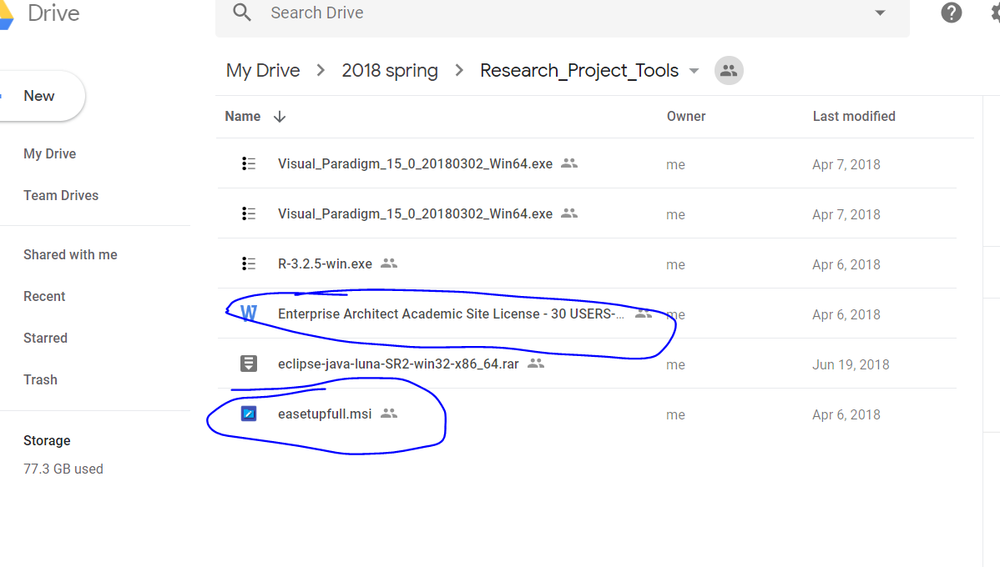 Drive
Search Drive
My Drive > 2018 spring > Research_Project_Tools
New
Name Owner Last modified
My Drive
Visual_Paradigm_15_0_20180302_Win64.exe me Apr 7, 2018
Team Drives
Visual_Paradigm_15_0_20180302_Win64.exe me Apr 7, 2018
Shared with me
R-3.2.5-win.exe me Apr 6, 2018
Recent
W Enterprise Architect Academic Site License - 30 USERS-... me Apr 6, 2018
Starred
eclipse-java-luna-SR2-win32-x86_64.rar me Jun 19, 2018
Trash
easetupfull.msi me Apr 6, 2018
Storage
77.3 GB used